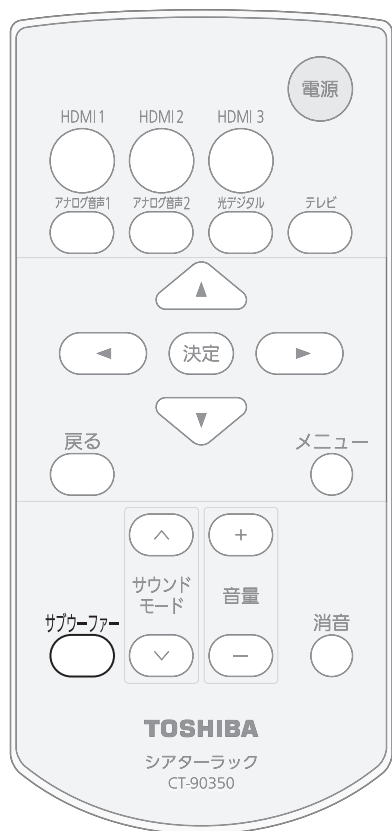 電源
HDMI 1 HDMI 2 HDMI 3
アナログ音声1 アナログ音声2 光デジタル テレビ
決定
戻る メニュー
サウンド
モード
+
音量
−
サブウーファー 消音
TOSHIBA
シアターラック
CT-90350